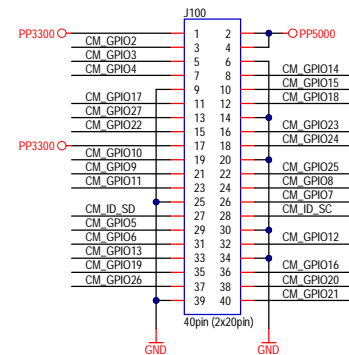 J100
PP3300 1 2 PP5000
CM_GPIO2 3 4
CM_GPIO3 5 6
CM_GPIO4 7 8 CM_GPIO14
9 10 CM_GPIO15
CM_GPIO17 11 12 CM_GPIO18
CM_GPIO27 13 14
CM_GPIO22 15 16 CM_GPIO23
PP3300 17 18 CM_GPIO24
CM_GPIO10 19 20
CM_GPIO9 21 22 CM_GPIO25
CM_GPIO11 23 24 CM_GPIO8
25 26 CM_GPIO7
CM_ID_SD 27 28 CM_ID_SC
CM_GPIO5 29 30
CM_GPIO6 31 32 CM_GPIO12
CM_GPIO13 33 34
CM_GPIO19 35 36 CM_GPIO16
CM_GPIO26 37 38 CM_GPIO20
39 40 CM_GPIO21
40pin (2x20pin)
GND GND